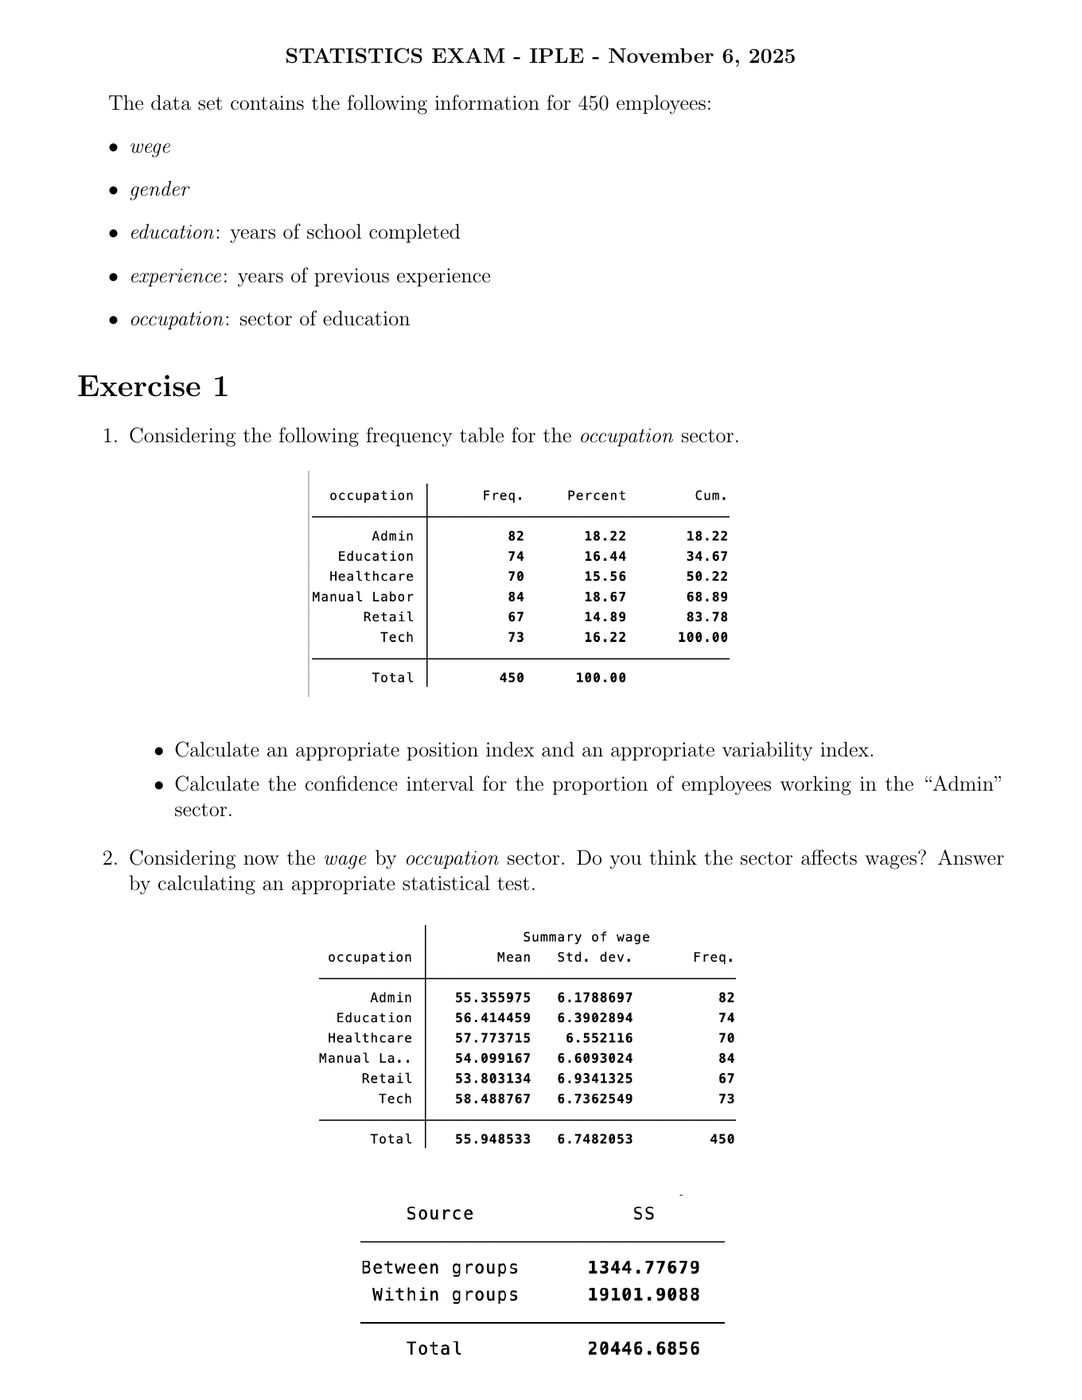 STATISTICS EXAM - IPLE - November 6, 2025
The data set contains the following information for 450 employees:
• wege
• gender
• education: years of school completed
• experience: years of previous experience
• occupation: sector of education
Exercise 1
1. Considering the following frequency table for the occupation sector.
occupation Freq. Percent Cum.
Admin 82 18.22 18.22
Education 74 16.44 34.67
Healthcare 70 15.56 50.22
Manual Labor 84 18.67 68.89
Retail 67 14.89 83.78
Tech 73 16.22 100.00
Total 450 100.00
• Calculate an appropriate position index and an appropriate variability index.
• Calculate the confidence interval for the proportion of employees working in the “Admin”
sector.
2. Considering now the wage by occupation sector. Do you think the sector affects wages? Answer
by calculating an appropriate statistical test.
Summary of wage
occupation Mean Std. dev. Freq.
Admin 55.355975 6.1788697 82
Education 56.414459 6.3902894 74
Healthcare 57.773715 6.552116 70
Manual La.. 54.099167 6.6093024 84
Retail 53.803134 6.9341325 67
Tech 58.488767 6.7362549 73
Total 55.948533 6.7482053 450
Source SS
Between groups 1344.77679
Within groups 19101.9088
Total 20446.6856